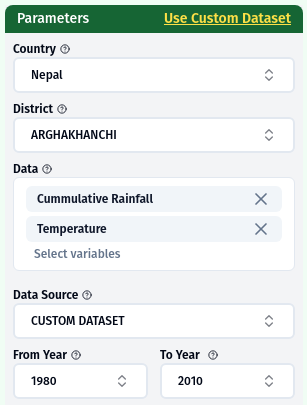 Parameters Use Custom Dataset
Country
Nepal
District
ARGHAKHANCHI
Data
Cummulative Rainfall
Temperature
Select variables
Data Source
CUSTOM DATASET
From Year To Year
1980 2010